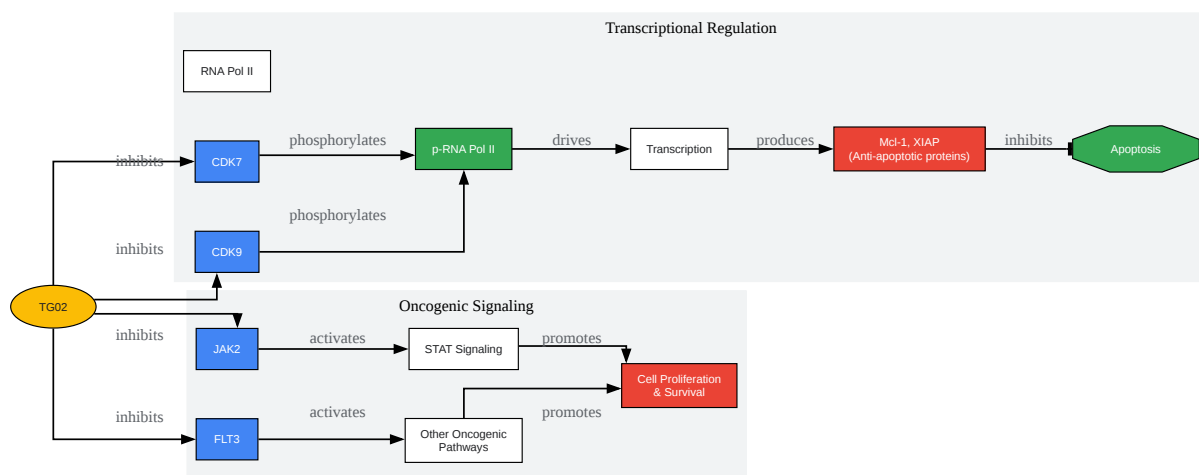 Transcriptional Regulation
RNA Pol II
inhibits
CDK7
phosphorylates
p-RNA Pol II
drives
Transcription
produces
Mcl-1, XIAP
(Anti-apoptotic proteins)
inhibits
Apoptosis
phosphorylates
inhibits
CDK9
TG02
Oncogenic Signaling
inhibits
JAK2
activates
STAT Signaling
promotes
Cell Proliferation
& Survival
inhibits
FLT3
activates
Other Oncogenic
Pathways
promotes